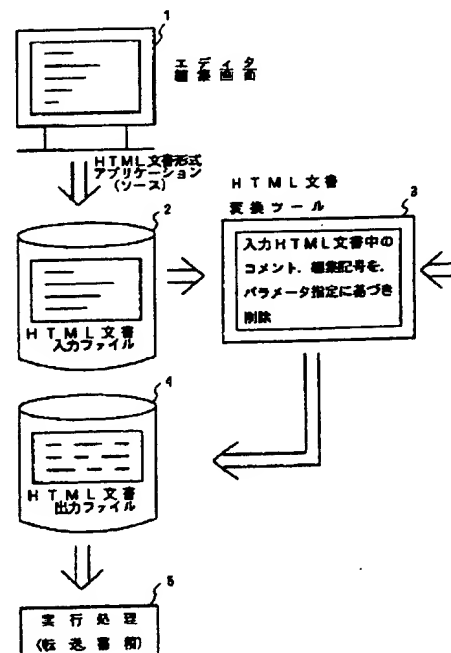 1
エディタ
編集画面
HTML文書形式
アプリケーション
(ソース)
HTML文書
変換ツール
2
3
入力HTML文書中の
コメント、編集記号を、
パラメータ指定に基づき
削除
HTML文書
入力ファイル
4
HTML文書
出力ファイル
5
実行処理
(転送、蓄積)